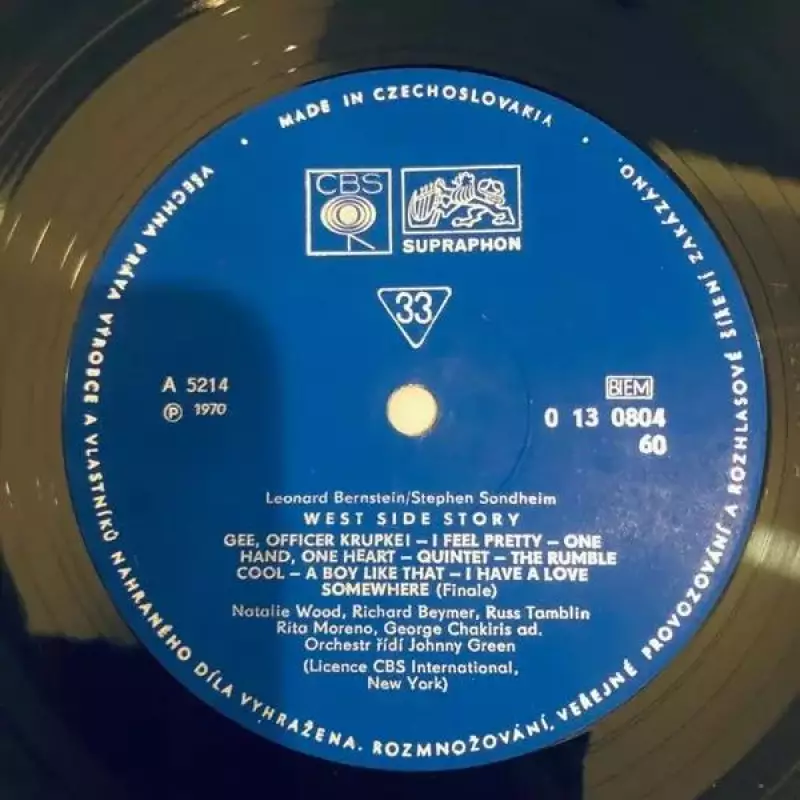 MADE IN CZECHOSLOVAKIA
CBS
SUPRAPHON
33
A 5214
Ⓟ 1970
BIEM
0 13 0804
60
Leonard Bernstein/Stephen Sondheim
WEST SIDE STORY
GEE, OFFICER KRUPKEI – I FEEL PRETTY – ONE
HAND, ONE HEART – QUINTET – THE RUMBLE
COOL – A BOY LIKE THAT – I HAVE A LOVE
SOMEWHERE (Finale)
Natalie Wood, Richard Beymer, Russ Tamblin
Rita Moreno, George Chakiris ad.
Orchestr řídí Johnny Green
(Licence CBS International,
New York)
VŠECHNA PRÁVA VÝROBCE A VLASTNÍKŮ NAHRANÉHO DÍLA VYHRAŽENA. ROZMNOŽOVÁNÍ, VEŘEJNÉ PROVOZOVÁNÍ A ROZHLASOVÉ ŠÍŘENÍ ZAKÁZÁNO.